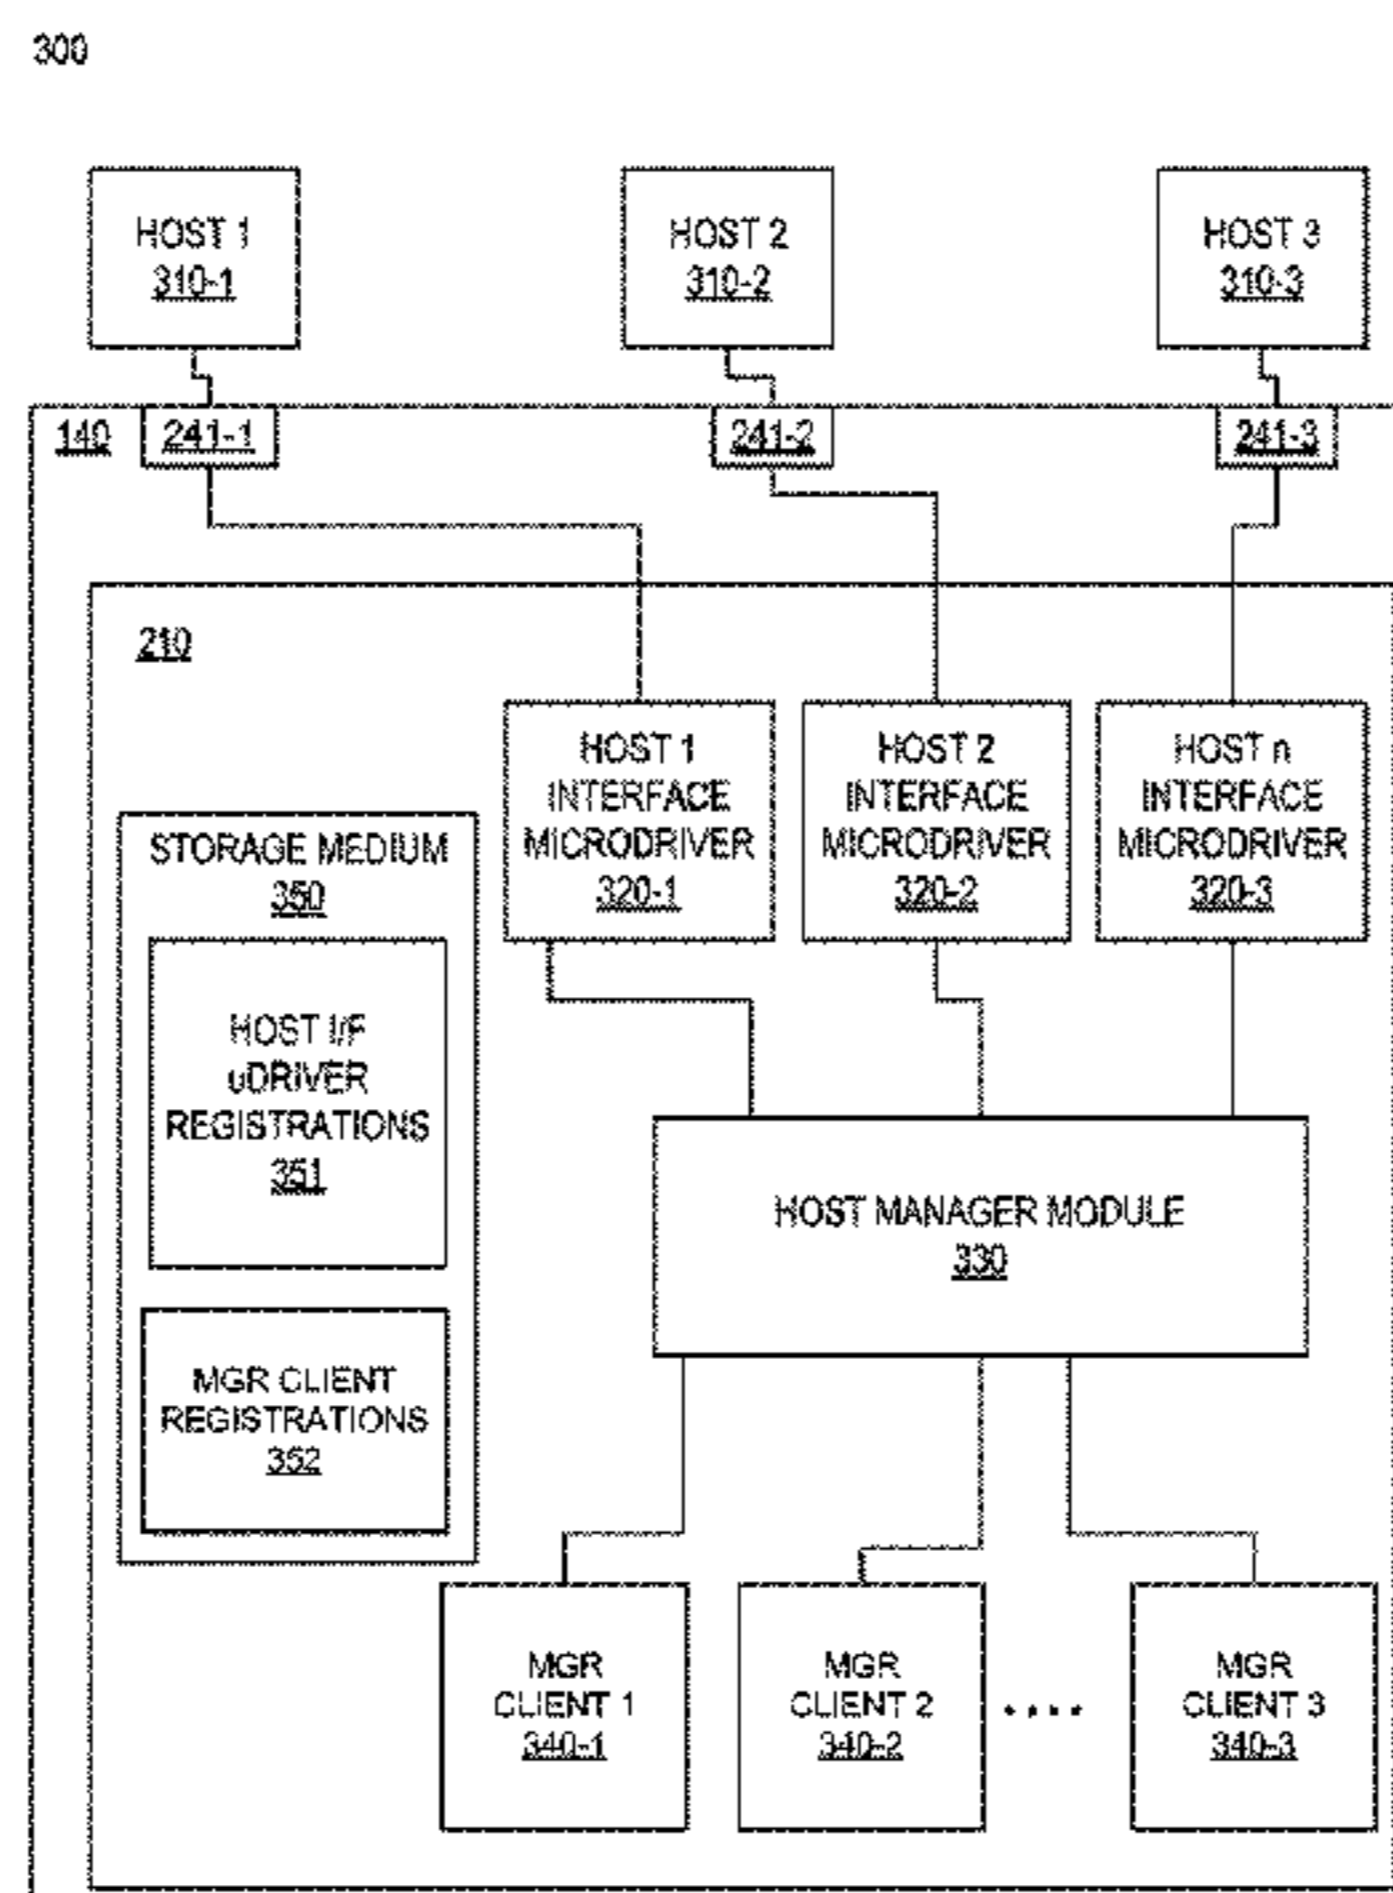 300
HOST 1
310-1
HOST 2
310-2
HOST 3
310-3
140
241-1
241-2
241-3
210
HOST 1
INTERFACE
MICRODRIVER
320-1
HOST 2
INTERFACE
MICRODRIVER
320-2
HOST n
INTERFACE
MICRODRIVER
320-3
STORAGE MEDIUM
350
HOST I/F
uDRIVER
REGISTRATIONS
351
MGR CLIENT
REGISTRATIONS
352
HOST MANAGER MODULE
330
MGR
CLIENT 1
340-1
MGR
CLIENT 2
340-2
....
MGR
CLIENT 3
340-3